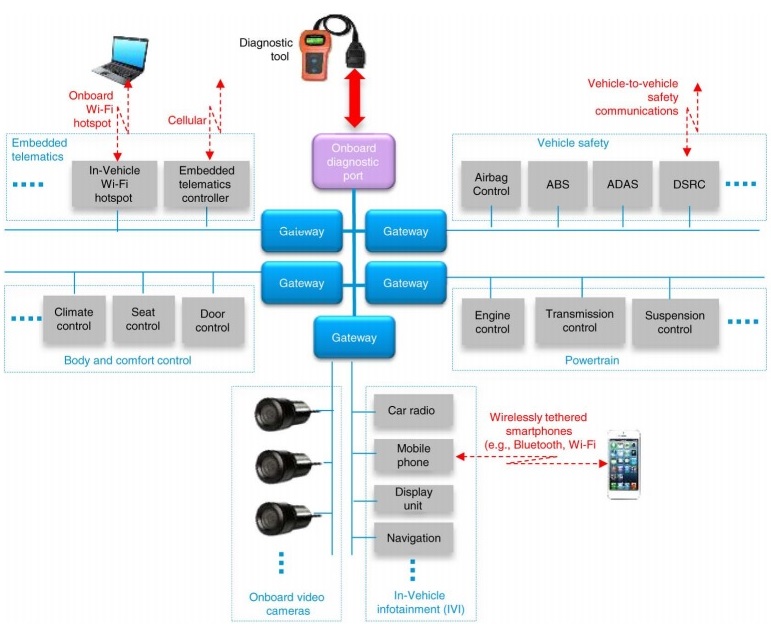 Diagnostic
tool
Onboard
Wi-Fi
hotspot
Cellular
Vehicle-to-vehicle
safety
communications
Embedded
telematics
In-Vehicle
Wi-Fi
hotspot
Embedded
telematics
controller
Onboard
diagnostic
port
Vehicle safety
Airbag
Control
ABS
ADAS
DSRC
Gateway
Gateway
Gateway
Gateway
Gateway
Climate
control
Seat
control
Door
control
Body and comfort control
Engine
control
Transmission
control
Suspension
control
Powertrain
Car radio
Mobile
phone
Display
unit
Navigation
Wirelessly tethered
smartphones
(e.g., Bluetooth, Wi-Fi
Onboard video
cameras
In-Vehicle
infotainment (IVI)